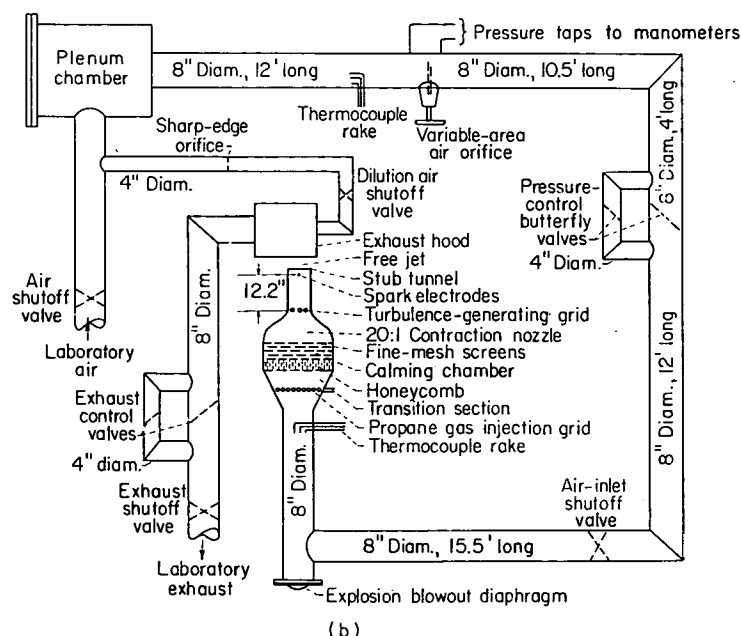 Plenum
chamber
8" Diam., 12' long
Pressure taps to manometers
8" Diam., 10.5' long
Thermocouple
rake
Variable-area
air orifice
8" Diam., 4' long
Sharp-edge
orifice
4" Diam.
Dilution air
shutoff
valve
Pressure-
control
butterfly
valves
4" Diam.
Exhaust hood
Free jet
Stub tunnel
Spark electrodes
12.2"
Turbulence-generating grid
20:1 Contraction nozzle
Fine-mesh screens
Calming chamber
Honeycomb
Transition section
Propane gas injection grid
Thermocouple rake
Air
shutoff
valve
Laboratory
air
8" Diam.
Exhaust
control
valves
4" diam.
Exhaust
shutoff
valve
Laboratory
exhaust
8" Diam.
8" Diam., 12' long
Air-inlet
shutoff
valve
8" Diam., 15.5' long
Explosion blowout diaphragm
(b)